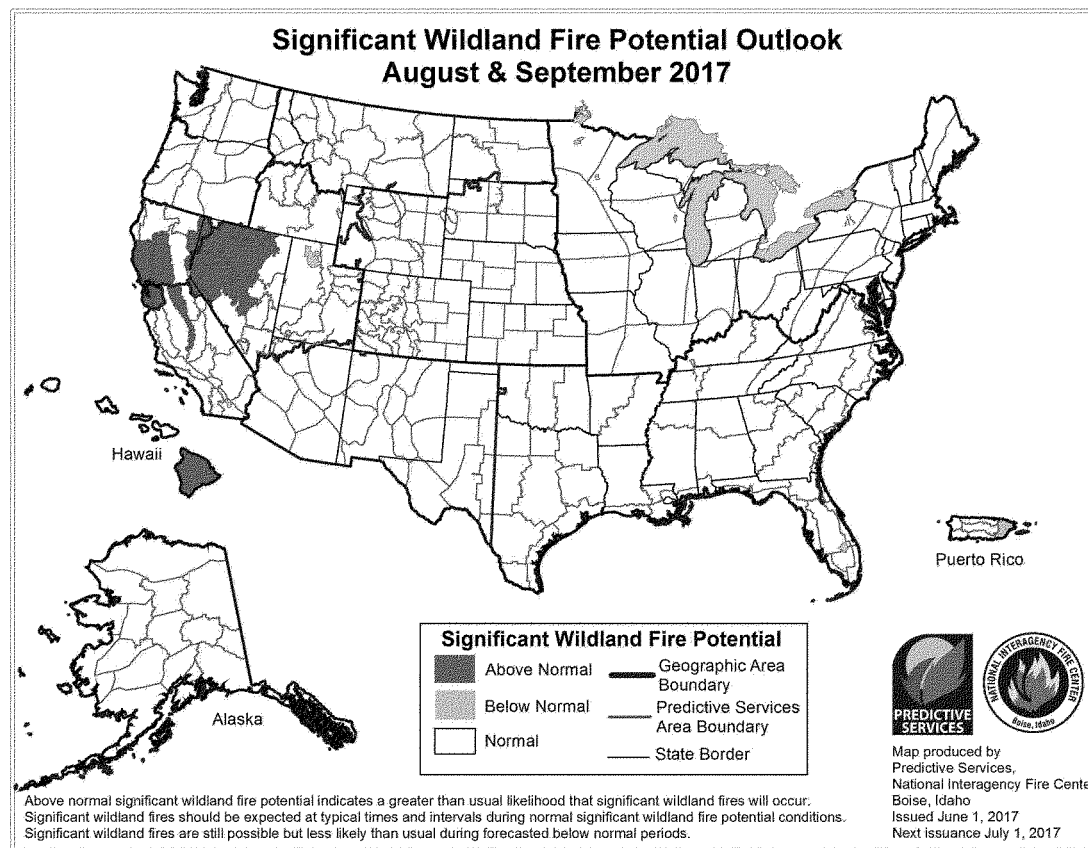 Significant Wildland Fire Potential Outlook
August & September 2017
Hawaii
Alaska
Puerto Rico
Significant Wildland Fire Potential
Above Normal
Below Normal
Normal
Geographic Area
Boundary
Predictive Services
Area Boundary
State Border
PREDICTIVE
SERVICES
NATIONAL INTERAGENCY FIRE CENTER
Boise, Idaho
Map produced by
Predictive Services,
National Interagency Fire Cente
Boise, Idaho
Issued June 1, 2017
Next issuance July 1, 2017
Above normal significant wildland fire potential indicates a greater than usual likelihood that significant wildland fires will occur.
Significant wildland fires should be expected at typical times and intervals during normal significant wildland fire potential conditions.
Significant wildland fires are still possible but less likely than usual during forecasted below normal periods.